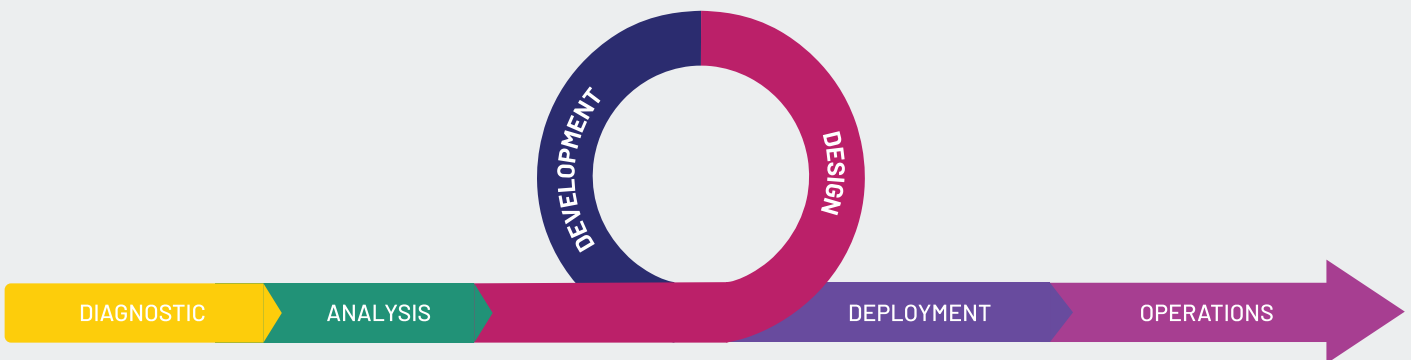 DIAGNOSTIC
ANALYSIS
DESIGN
DEVELOPMENT
DEPLOYMENT
OPERATIONS